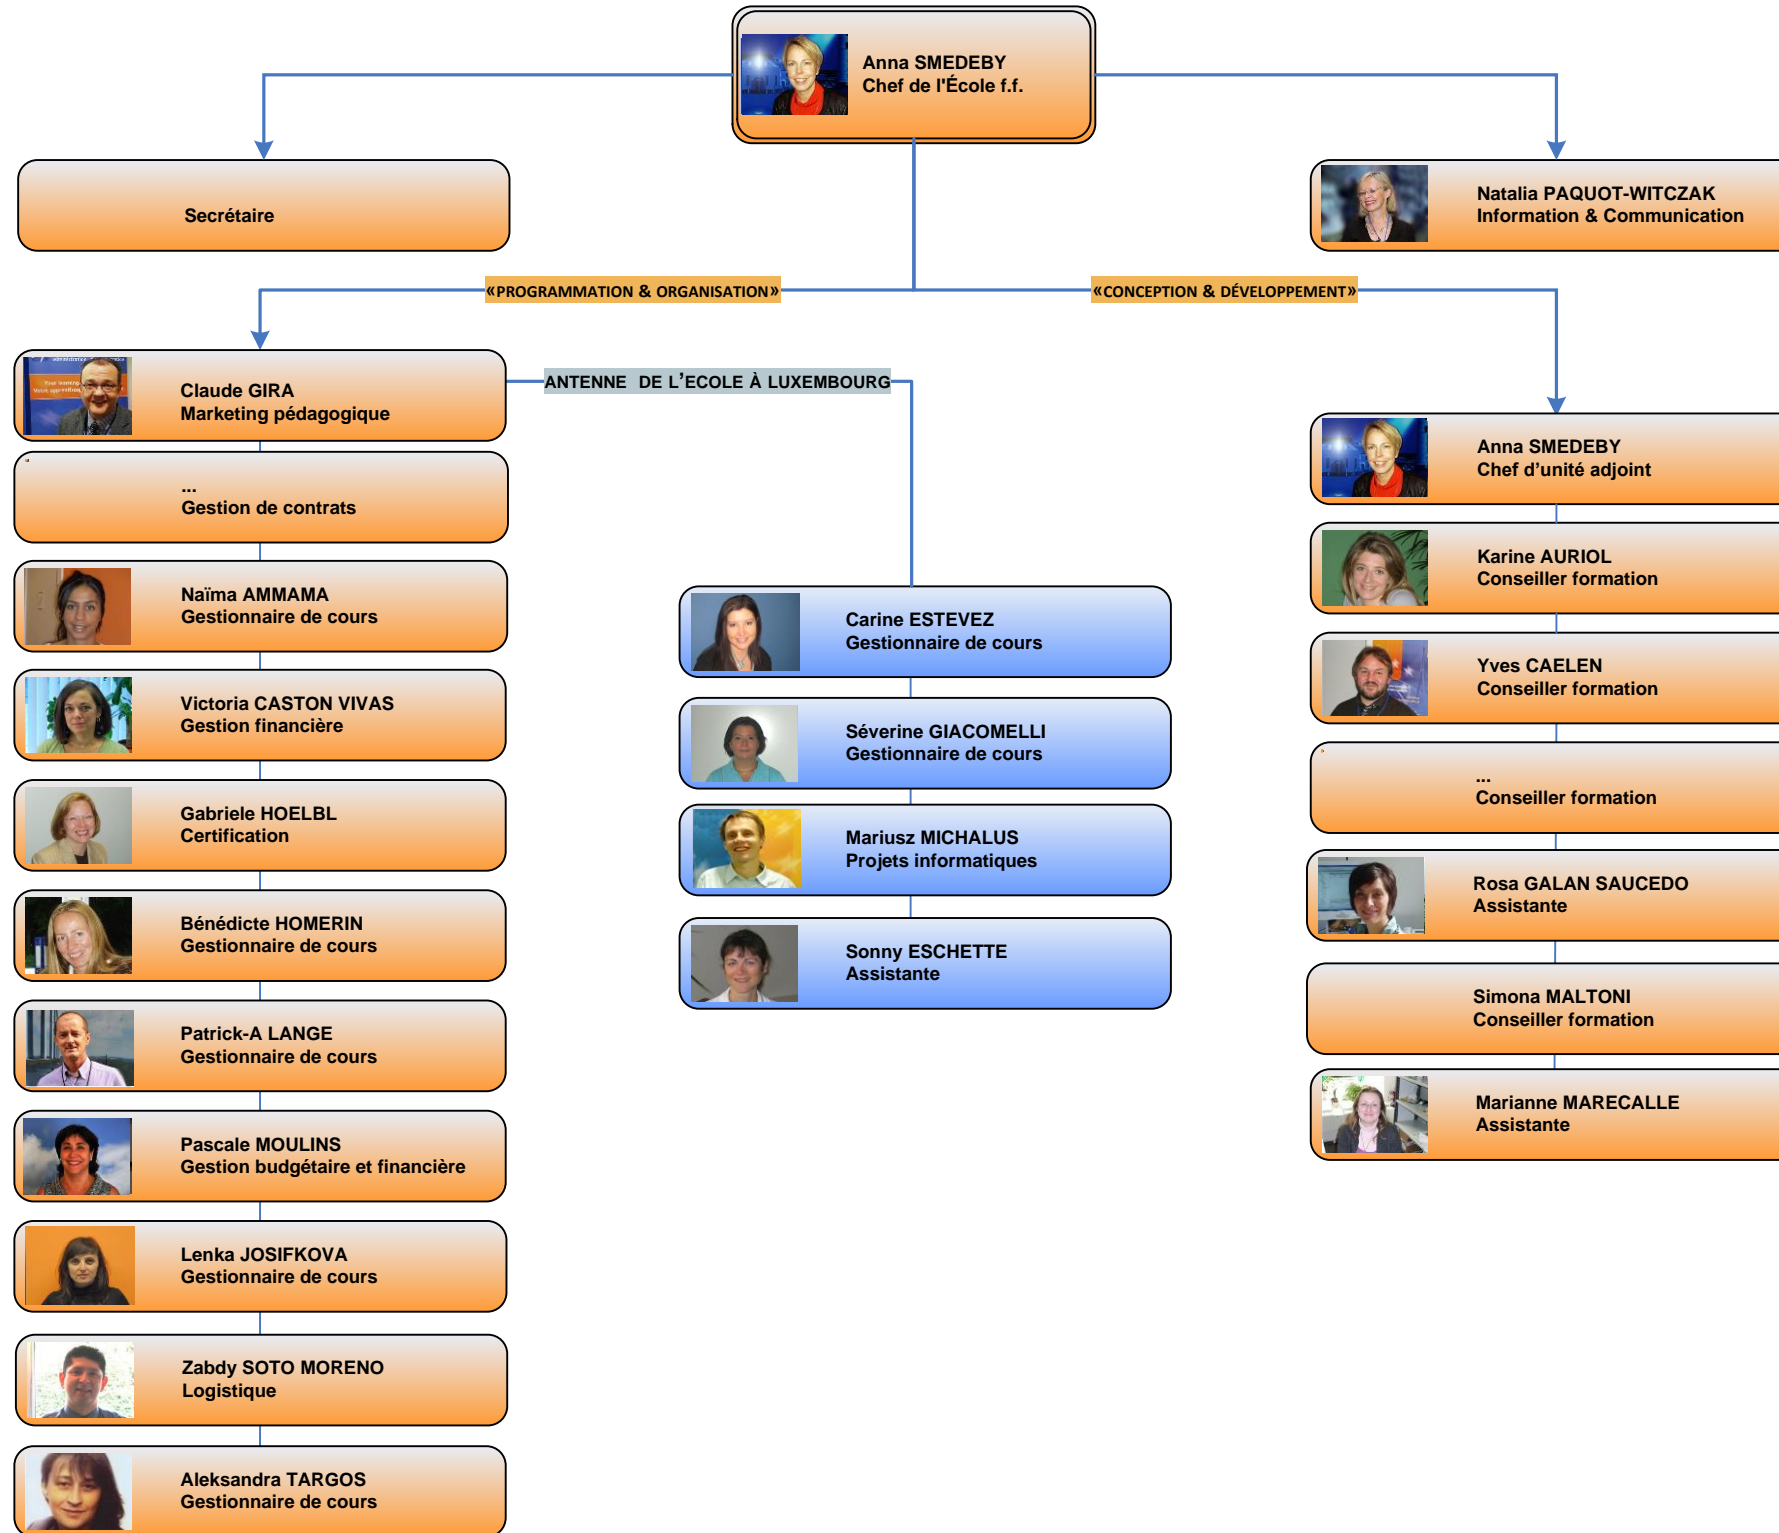 Anna SMEDEBY
Chef de l'École f.f.
Secrétaire
Natalia PAQUOT-WITCZAK
Information & Communication
«PROGRAMMATION & ORGANISATION»
«CONCEPTION & DÉVELOPPEMENT»
Claude GIRA
Marketing pédagogique
...
Gestion de contrats
Naïma AMMAMA
Gestionnaire de cours
Victoria CASTON VIVAS
Gestion financière
Gabriele HOELBL
Certification
Bénédicte HOMERIN
Gestionnaire de cours
Patrick-A LANGE
Gestionnaire de cours
Pascale MOULINS
Gestion budgétaire et financière
Lenka JOSIFKOVA
Gestionnaire de cours
Zabdy SOTO MORENO
Logistique
Aleksandra TARGOS
Gestionnaire de cours
ANTENNE DE L'ECOLE À LUXEMBOURG
Carine ESTEVEZ
Gestionnaire de cours
Séverine GIACOMELLI
Gestionnaire de cours
Mariusz MICHALUS
Projets informatiques
Sonny ESCHETTE
Assistante
Anna SMEDEBY
Chef d'unité adjoint
Karine AURIOL
Conseiller formation
Yves CAELEN
Conseiller formation
...
Conseiller formation
Rosa GALAN SAUCEDO
Assistante
Simona MALTONI
Conseiller formation
Marianne MARECALLE
Assistante